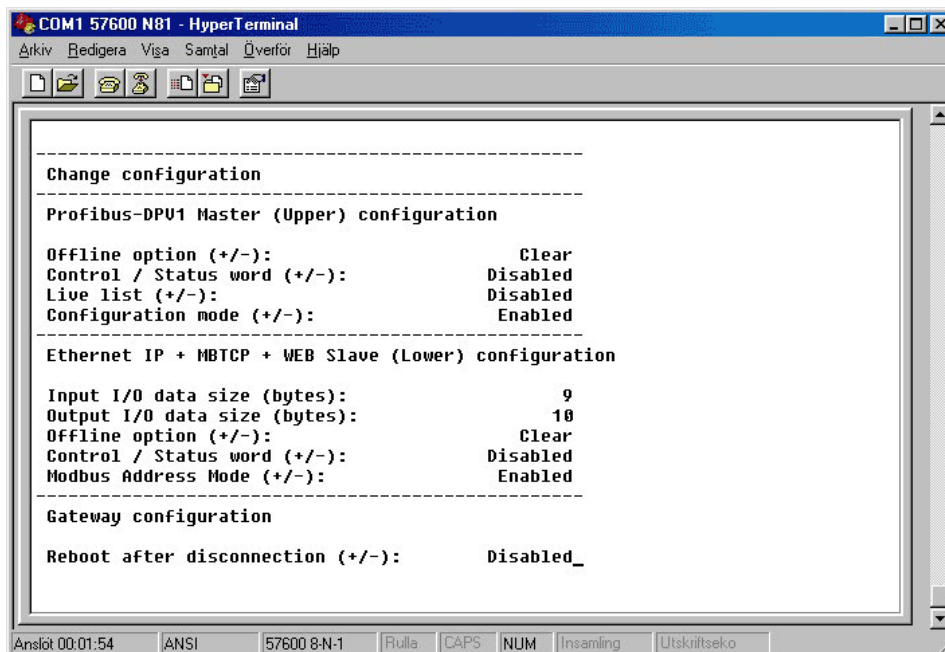 COM1 57600 N81 - HyperTerminal
Arkiv Redigera Visa Samtal Överför Hjälp
Change configuration
Profibus-DPV1 Master (Upper) configuration
Offline option (+/-): Clear
Control / Status word (+/-): Disabled
Live list (+/-): Disabled
Configuration mode (+/-): Enabled
Ethernet IP + MBTCP + WEB Slave (Lower) configuration
Input I/O data size (bytes): 9
Output I/O data size (bytes): 10
Offline option (+/-): Clear
Control / Status word (+/-): Disabled
Modbus Address Mode (+/-): Enabled
Gateway configuration
Reboot after disconnection (+/-): Disabled_
Anslöt 00:01:54 ANSI 57600 8-N-1 Rulla CAPS NUM Insamling Utskriftseko